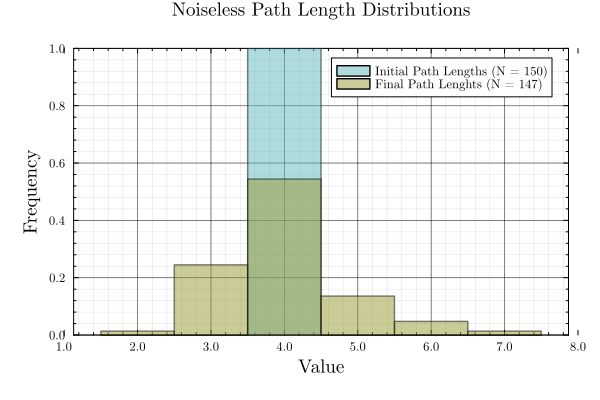 Noiseless Path Length Distributions
1.0
0.8
0.6
0.4
0.2
0.0
Frequency
Initial Path Lengths (N = 150)
Final Path Lenghts (N = 147)
1.0 2.0 3.0 4.0 5.0 6.0 7.0 8.0
Value